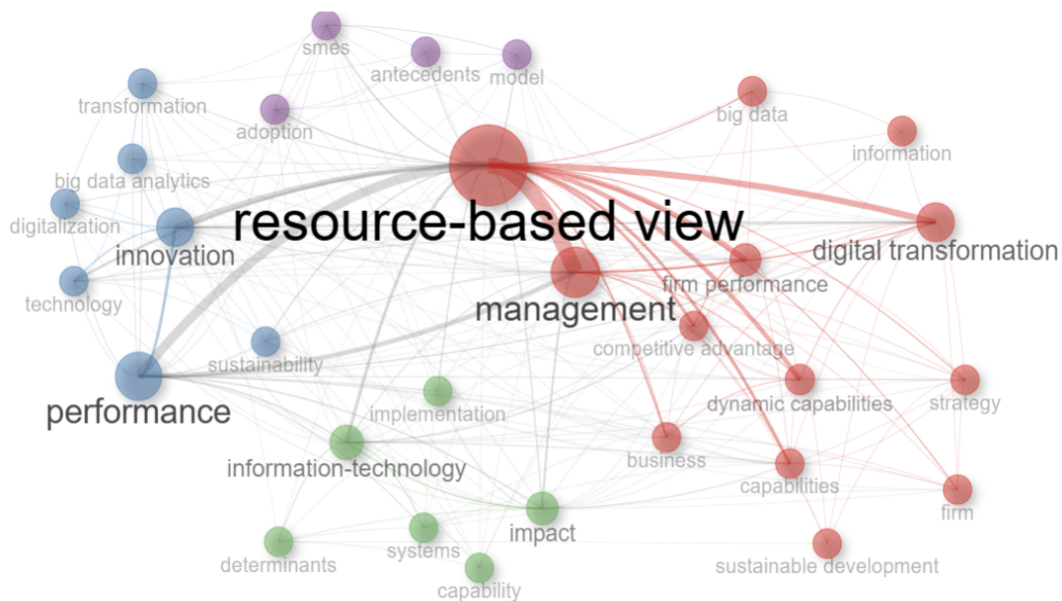 smes
antecedents
model
transformation
big data
adoption
information
big data analytics
digitalization
resource-based view
innovation
digital transformation
firm performance
technology
management
competitive advantage
sustainability
performance
implementation
dynamic capabilities
strategy
information-technology
business
capabilities
firm
impact
systems
determinants
sustainable development
capability